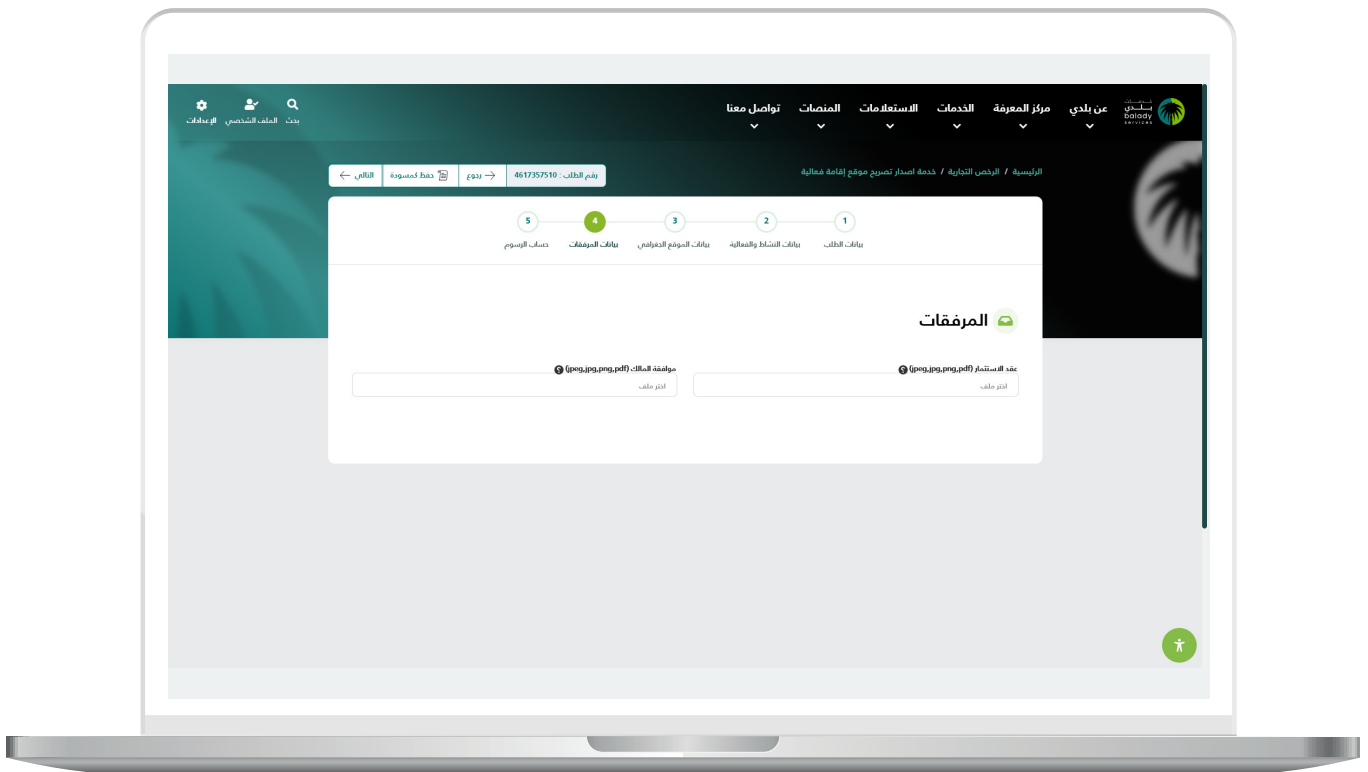 خدمات
بلدي
balady
services
عن بلدي
مركز المعرفة
الخدمات
الاستعلامات
المنصات
تواصل معنا
بحث
الملف الشخصي
الإعدادات
الرئيسية / الرخص التجارية / خدمة اصدار تصريح موقع إقامة فعالية
رقم الطلب : 4617357510
رجوع
حفظ كمسودة
التالي
1
2
3
4
5
بيانات الطلب
بيانات النشاط والفعالية
بيانات الموقع الجغرافي
بيانات المرفقات
حساب الرسوم
المرفقات
عقد الاستثمار (jpeg,jpg,png,pdf)
اختر ملف
موافقة المالك (jpeg,jpg,png,pdf)
اختر ملف